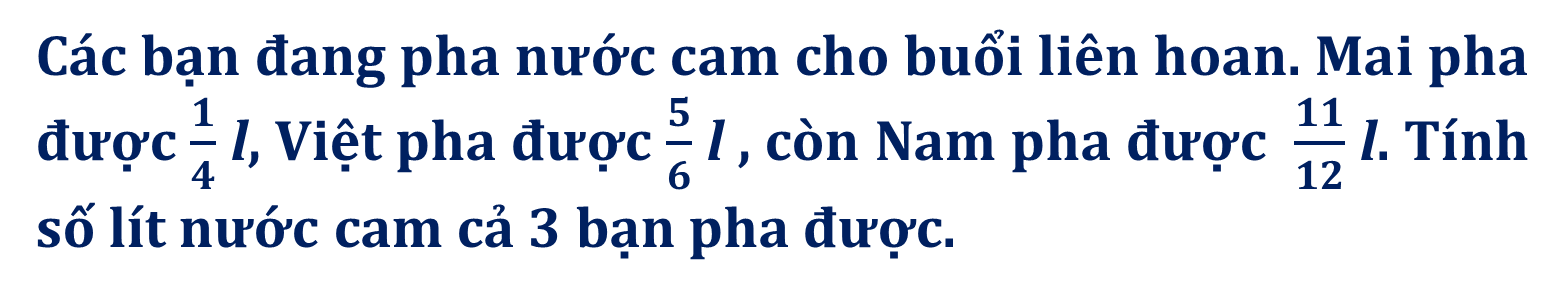 Các bạn đang pha nước cam cho buổi liên hoan. Mai pha
được 1/4 l, Việt pha được 5/6 l , còn Nam pha được 11/12 l. Tính
số lít nước cam cả 3 bạn pha được.